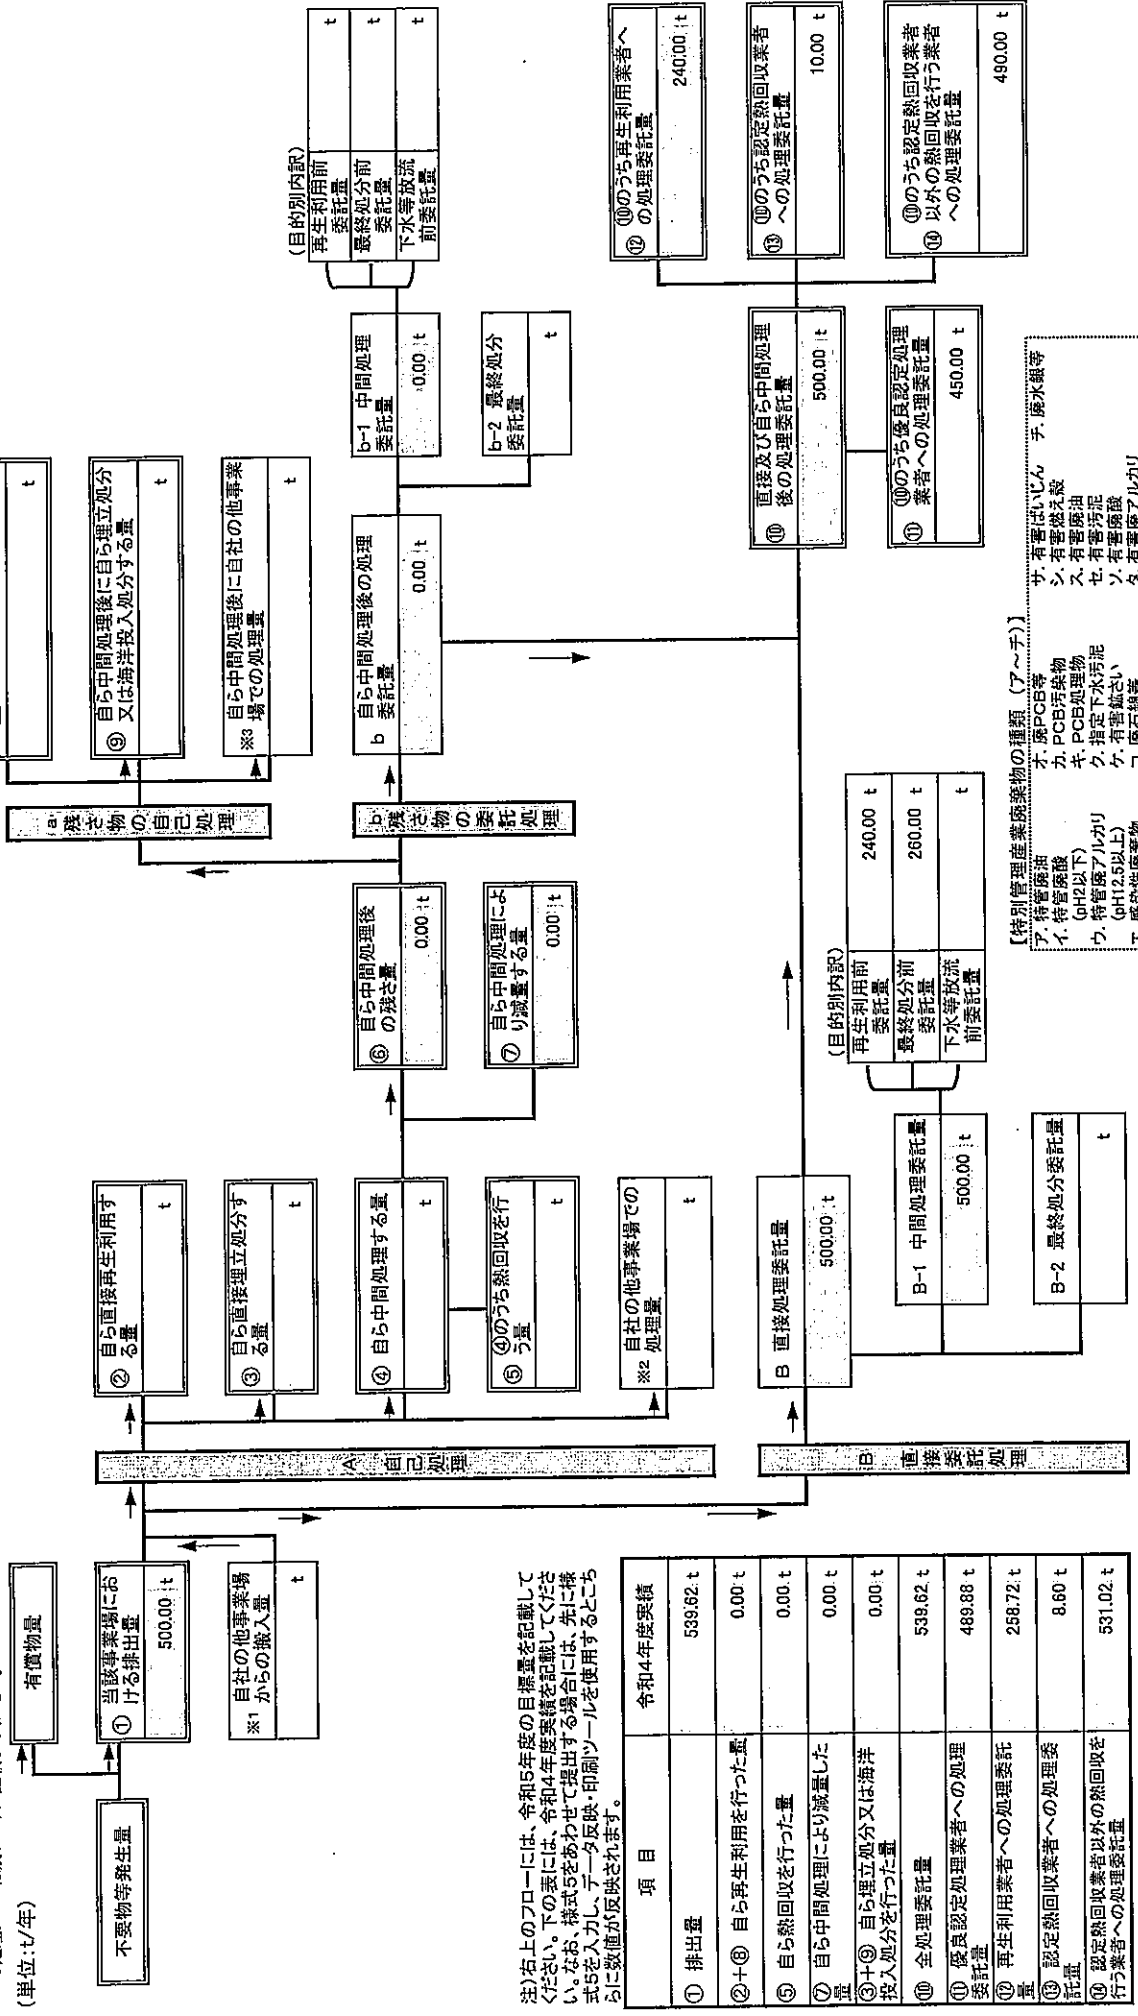 (単位:t/年)
不要物等発生量
有償物量
① 当該事業場にお
ける排出量
500.00 t
※1 自社の他事業場
からの搬入量
t
A 自己処理
B 直接委託処理
② 自ら直接再生利用す
る量
t
③ 自ら直接埋立処分す
る量
t
④ 自ら中間処理する量
t
⑤ ④のうち熱回収を行
う量
t
※2 自社の他事業場での
処理量
t
B 直接処理委託量
500.00 t
B-1 中間処理委託量
500.00 t
B-2 最終処分委託量
t
(目的別内訳)
再生利用前
委託量
240.00 t
最終処分前
委託量
260.00 t
下水等放流
前委託量
t
⑥ 自ら中間処理後
の残さ量
0.00 t
⑦ 自ら中間処理によ
り減量する量
0.00 t
a 残さ物の自己処理
b 残さ物の委託処理
t
⑨ 自ら中間処理後に自ら埋立処分
又は海洋投入処分する量
t
※3 自ら中間処理後に自社の他事業
場での処理量
t
b 自ら中間処理後の処理
委託量
0.00 t
b-1 中間処理
委託量
0.00 t
b-2 最終処分
委託量
t
(目的別内訳)
再生利用前
委託量
t
最終処分前
委託量
t
下水等放流
前委託量
t
⑩ 直接及び自ら中間処理
後の処理委託量
500.00 t
⑪ ⑩のうち優良認定処理
業者への処理委託量
450.00 t
⑫ ⑩のうち再生利用業者へ
の処理委託量
240.00 t
⑬ ⑩のうち認定熱回収業者
への処理委託量
10.00 t
⑭ ⑩のうち認定熱回収業者
以外の熱回収を行う業者
への処理委託量
490.00 t
注)右上のフローには、令和5年度の目標量を記載して
ください。下の表には、令和4年度実績を記載してくださ
い。なお、様式5をあわせて提出する場合には、先に様
式5を入力し、データ反映・印刷ツールを使用するところ
らに数値が反映されます。
項 目 令和4年度実績
① 排出量 539.62 t
②+⑧ 自ら再生利用を行った量 0.00 t
⑤ 自ら熱回収を行った量 0.00 t
⑦ 自ら中間処理により減量した
量 0.00 t
③+⑨ 自ら埋立処分又は海洋
投入処分を行った量 0.00 t
⑩ 全処理委託量 539.62 t
⑪ 優良認定処理業者への処理
委託量 489.88 t
⑫ 再生利用業者への処理委託
量 258.72 t
⑬ 認定熱回収業者への処理委
託量 8.60 t
⑭ 認定熱回収業者以外の熱回収を
行う業者への処理委託量 531.02 t
【特別管理産業廃棄物の種類 (ア~チ)】
ア. 特管廃油
イ. 特管廃酸
(pH2以下)
ウ. 特管廃アルカリ
(pH12.5以上)
エ. 感染性廃棄物
オ. 廃PCB等
カ. PCB汚染物
キ. PCB処理物
ク. 指定下水汚泥
ケ. 有害鉱さい
コ. 廃石綿等
サ. 有害ばいじん
シ. 有害燃え殻
ス. 有害廃油
セ. 有害汚泥
ソ. 有害廃酸
タ. 有害廃アルカリ
チ. 廃水銀等